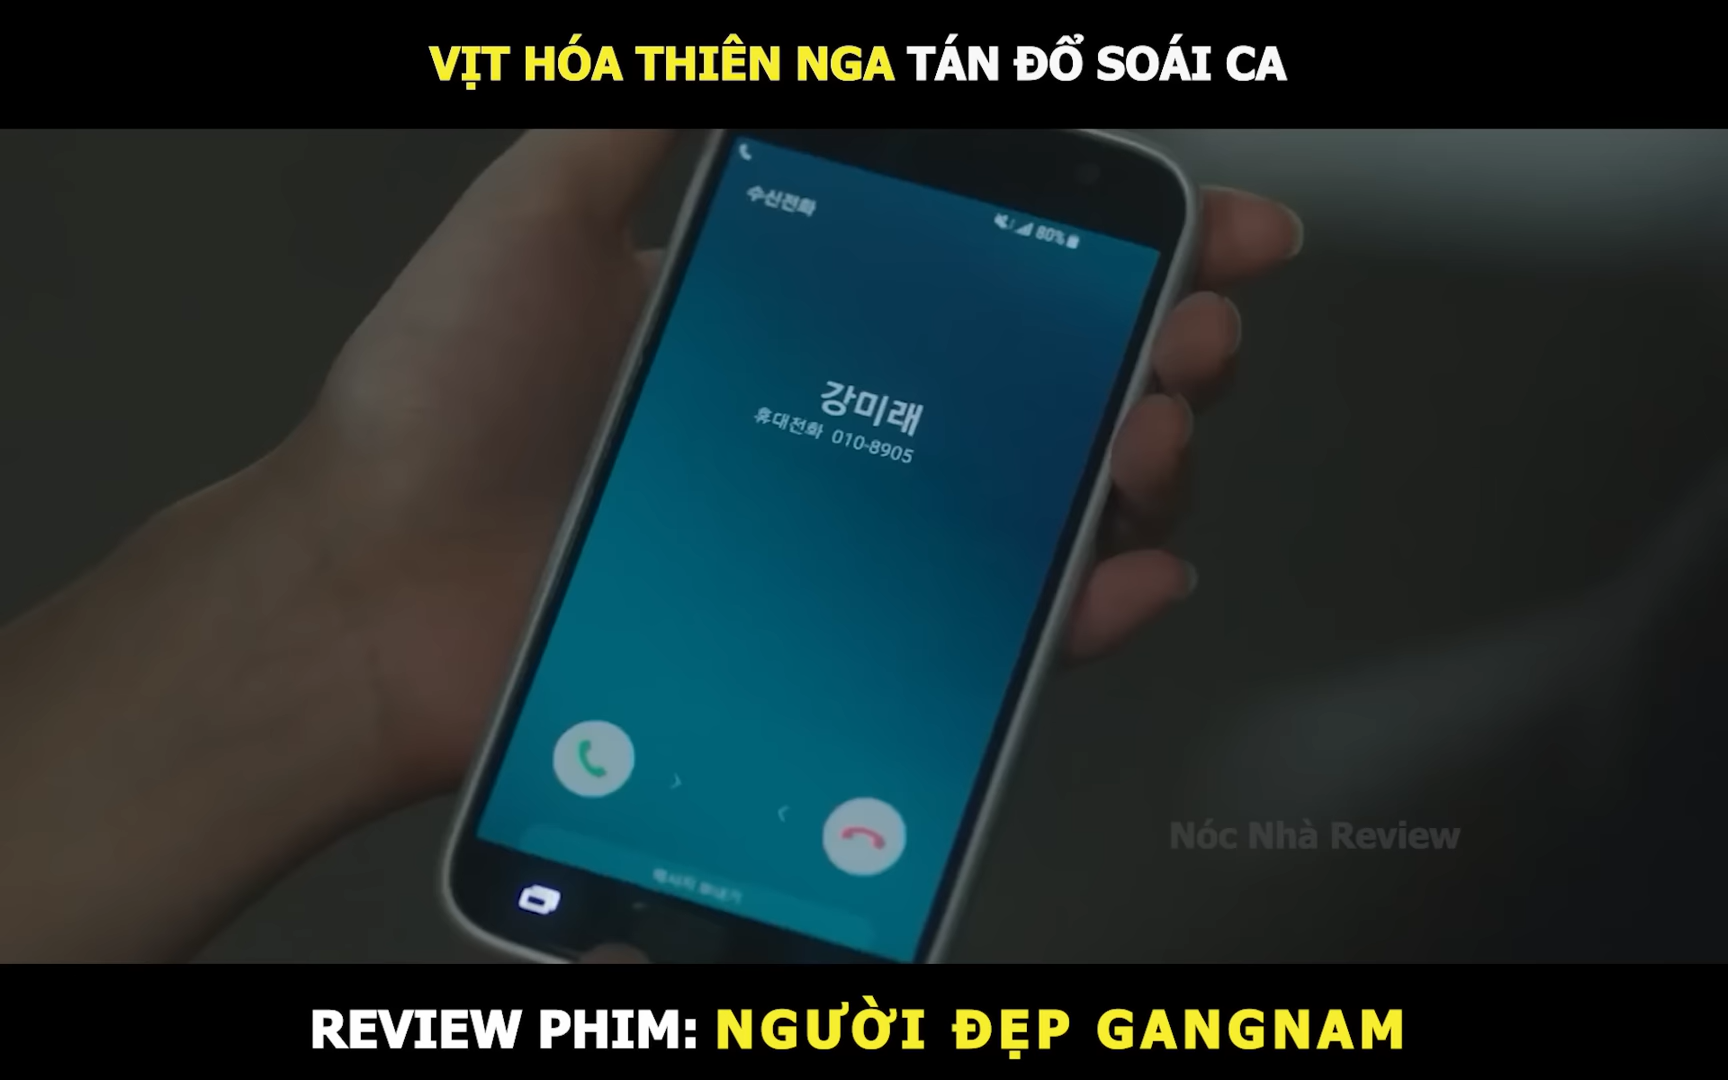 VỊT HÓA THIÊN NGA TÁN ĐỔ SOÁI CA
수신전화
80%
강미래
휴대전화 010-8905
Nóc Nhà Review
REVIEW PHIM: NGƯỜI ĐẸP GANGNAM